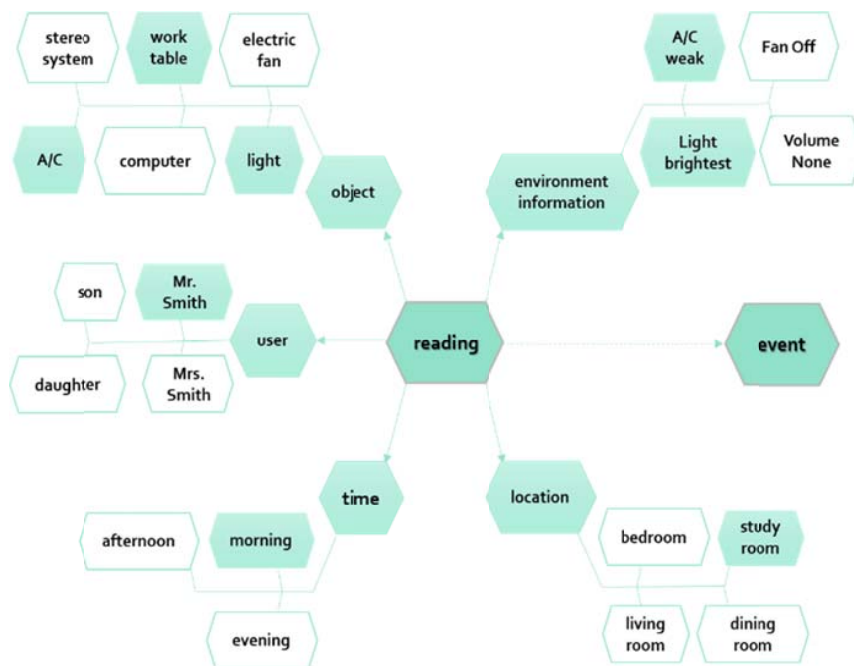 stereo
system
work
table
electric
fan
A/C
computer
light
object
A/C
weak
Fan Off
Light
brightest
Volume
None
environment
information
son
Mr.
Smith
user
daughter
Mrs.
Smith
reading
event
time
afternoon
morning
evening
location
bedroom
study
room
living
room
dining
room